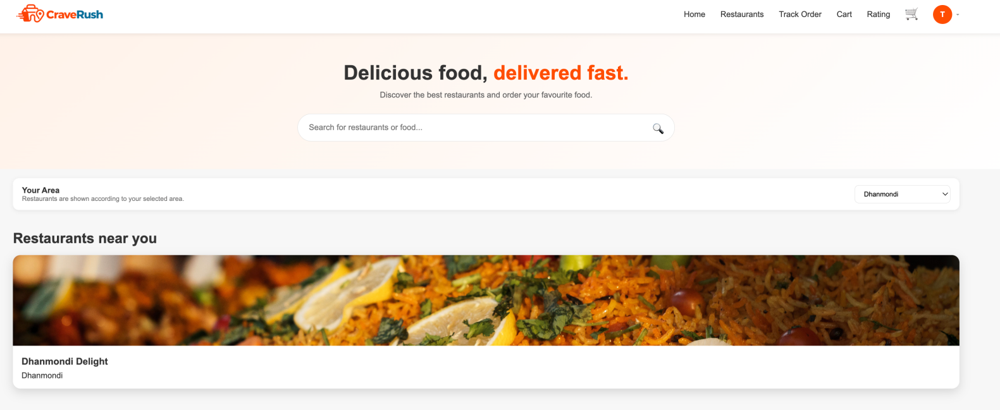 CraveRush
Home
Restaurants
Track Order
Cart
Rating
T
Delicious food, delivered fast.
Discover the best restaurants and order your favourite food.
Search for restaurants or food...
Your Area
Restaurants are shown according to your selected area.
Dhanmondi
Restaurants near you
Dhanmondi Delight
Dhanmondi